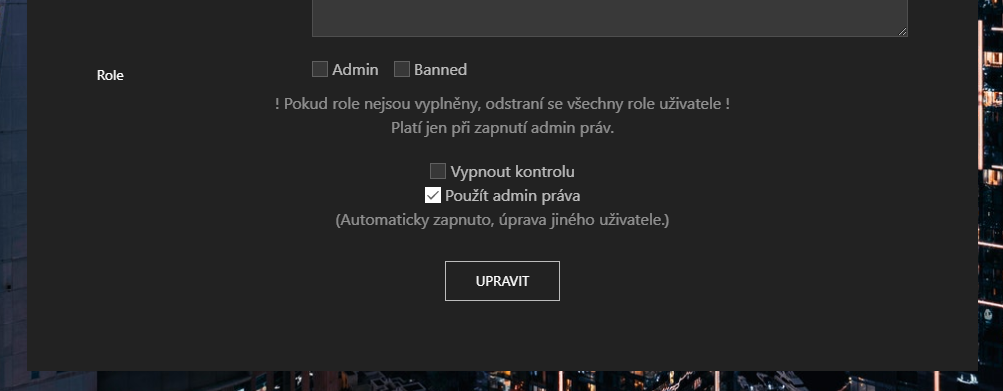 Role Admin Banned
! Pokud role nejsou vyplněny, odstraní se všechny role uživatele !
Platí jen při zapnutí admin práv.
Vypnout kontrolu
Použít admin práva
(Automaticky zapnuto, úprava jiného uživatele.)
UPRAVIT